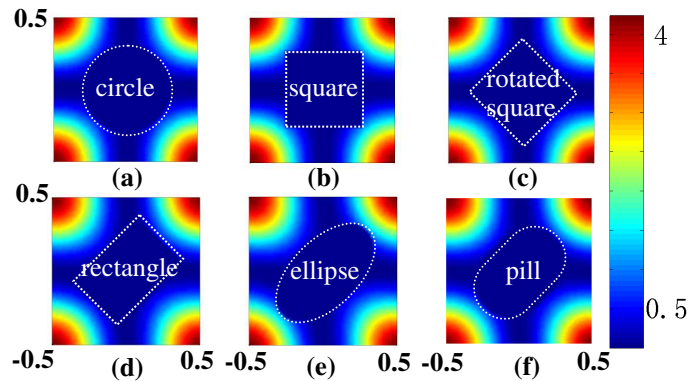 0.5
circle
square
rotated
square
4
(a)
(b)
(c)
0.5
rectangle
ellipse
pill
0.5
-0.5
0.5
-0.5
0.5
-0.5
0.5
(d)
(e)
(f)